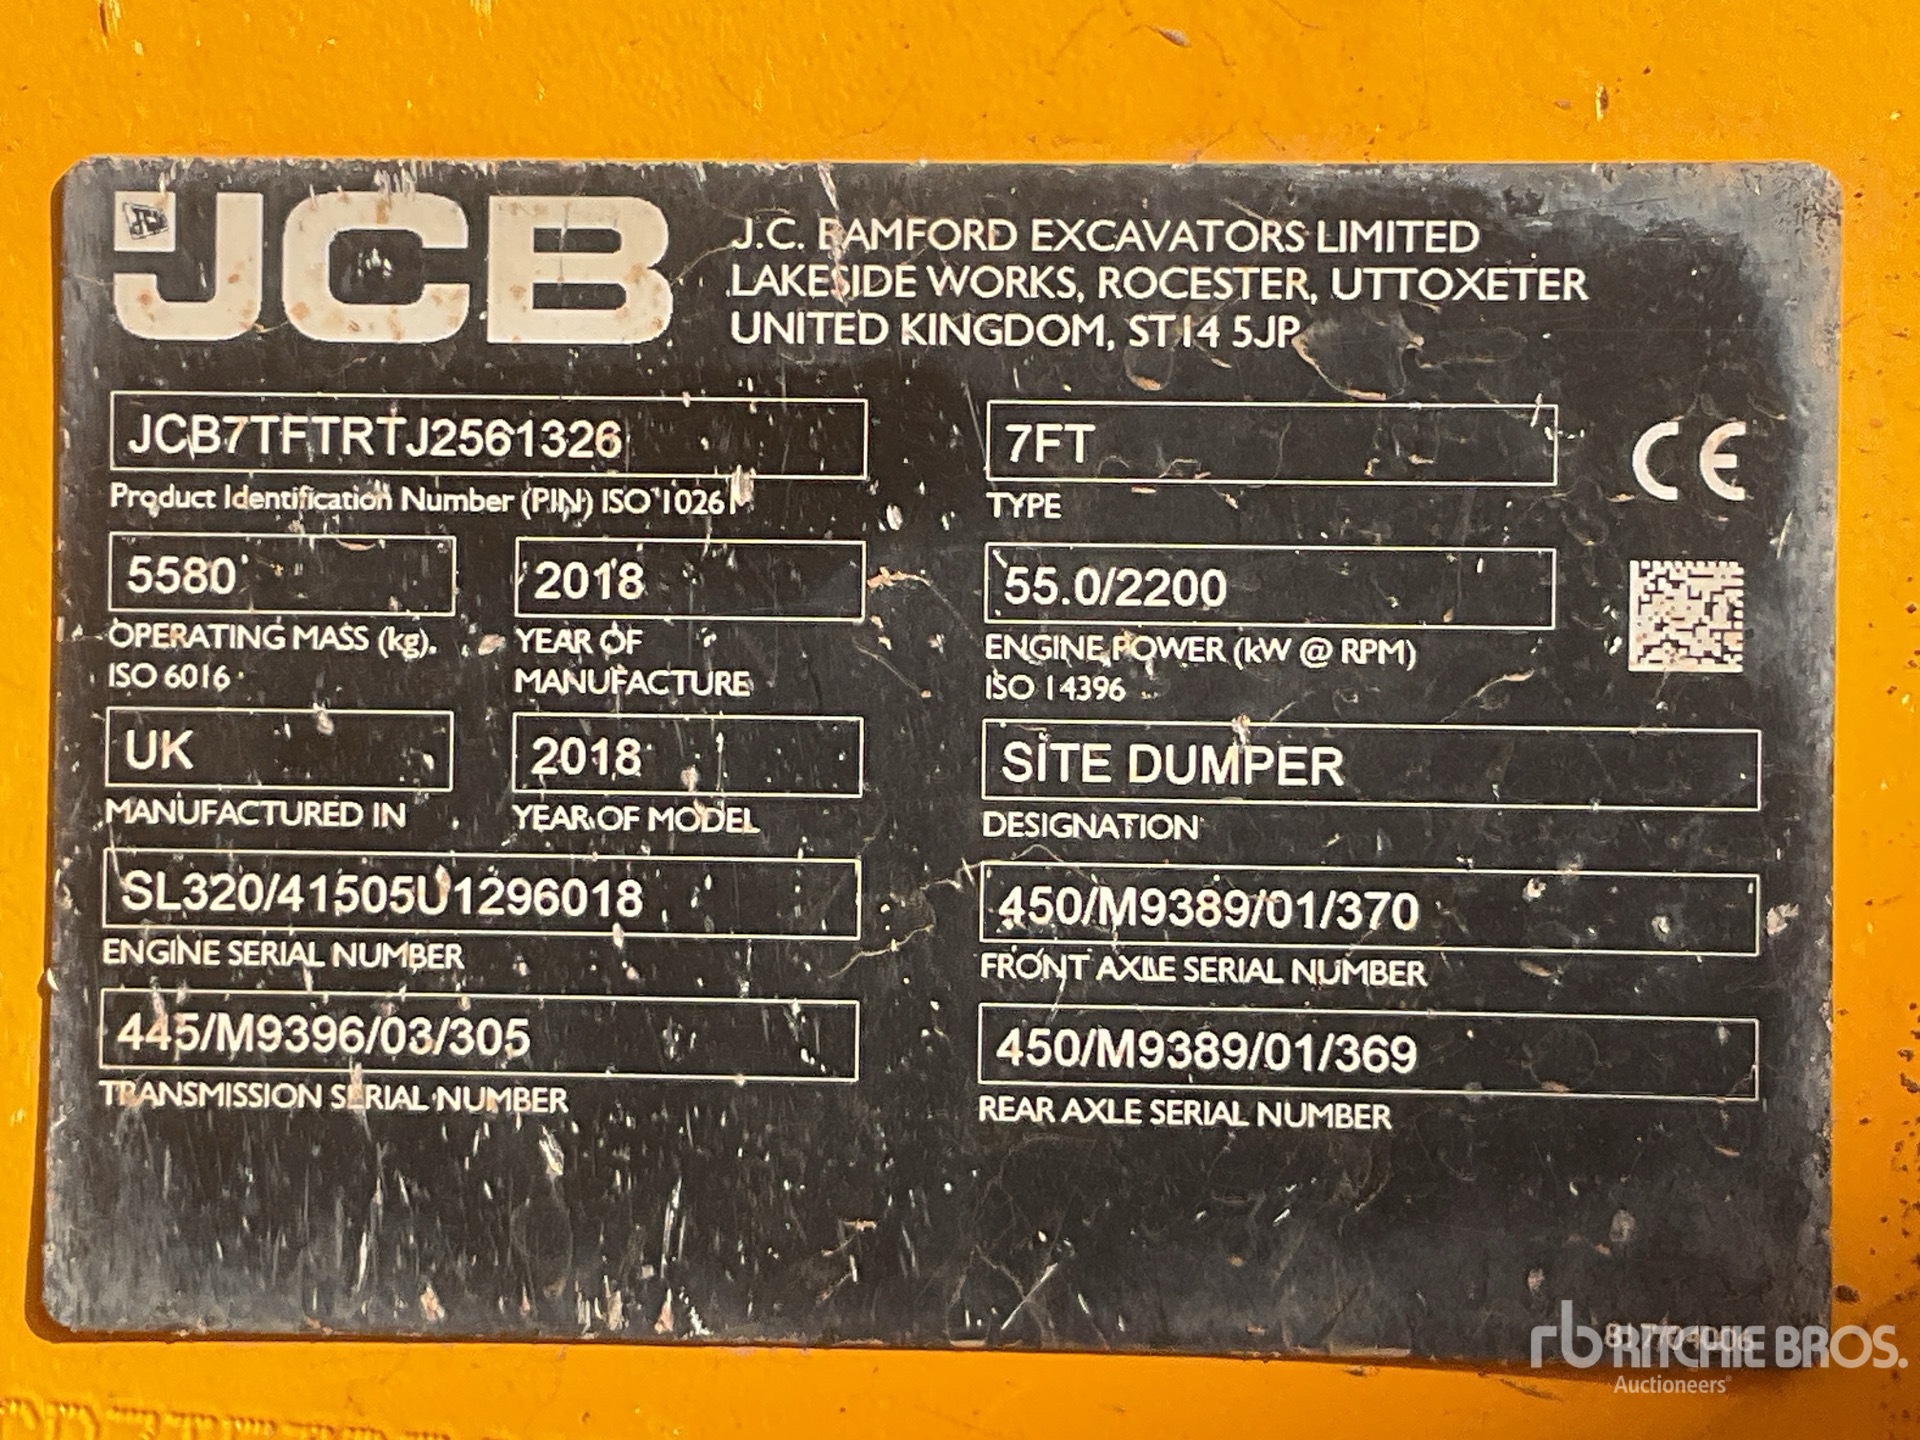 JCB
J.C. BAMFORD EXCAVATORS LIMITED
LAKESIDE WORKS, ROCESTER, UTTOXETER
UNITED KINGDOM, ST14 5JP
JCB7TFTRTJ2561326
Product Identification Number (PIN) ISO 10261
7FT
TYPE
CE
5580
OPERATING MASS (kg).
ISO 6016
2018
YEAR OF
MANUFACTURE
55.0/2200
ENGINE POWER (kW @ RPM)
ISO 14396
UK
MANUFACTURED IN
2018
YEAR OF MODEL
SITE DUMPER
DESIGNATION
SL320/41505U1296018
ENGINE SERIAL NUMBER
450/M9389/01/370
FRONT AXLE SERIAL NUMBER
445/M9396/03/305
TRANSMISSION SERIAL NUMBER
450/M9389/01/369
REAR AXLE SERIAL NUMBER
rb RITCHIE BROS.
Auctioneers